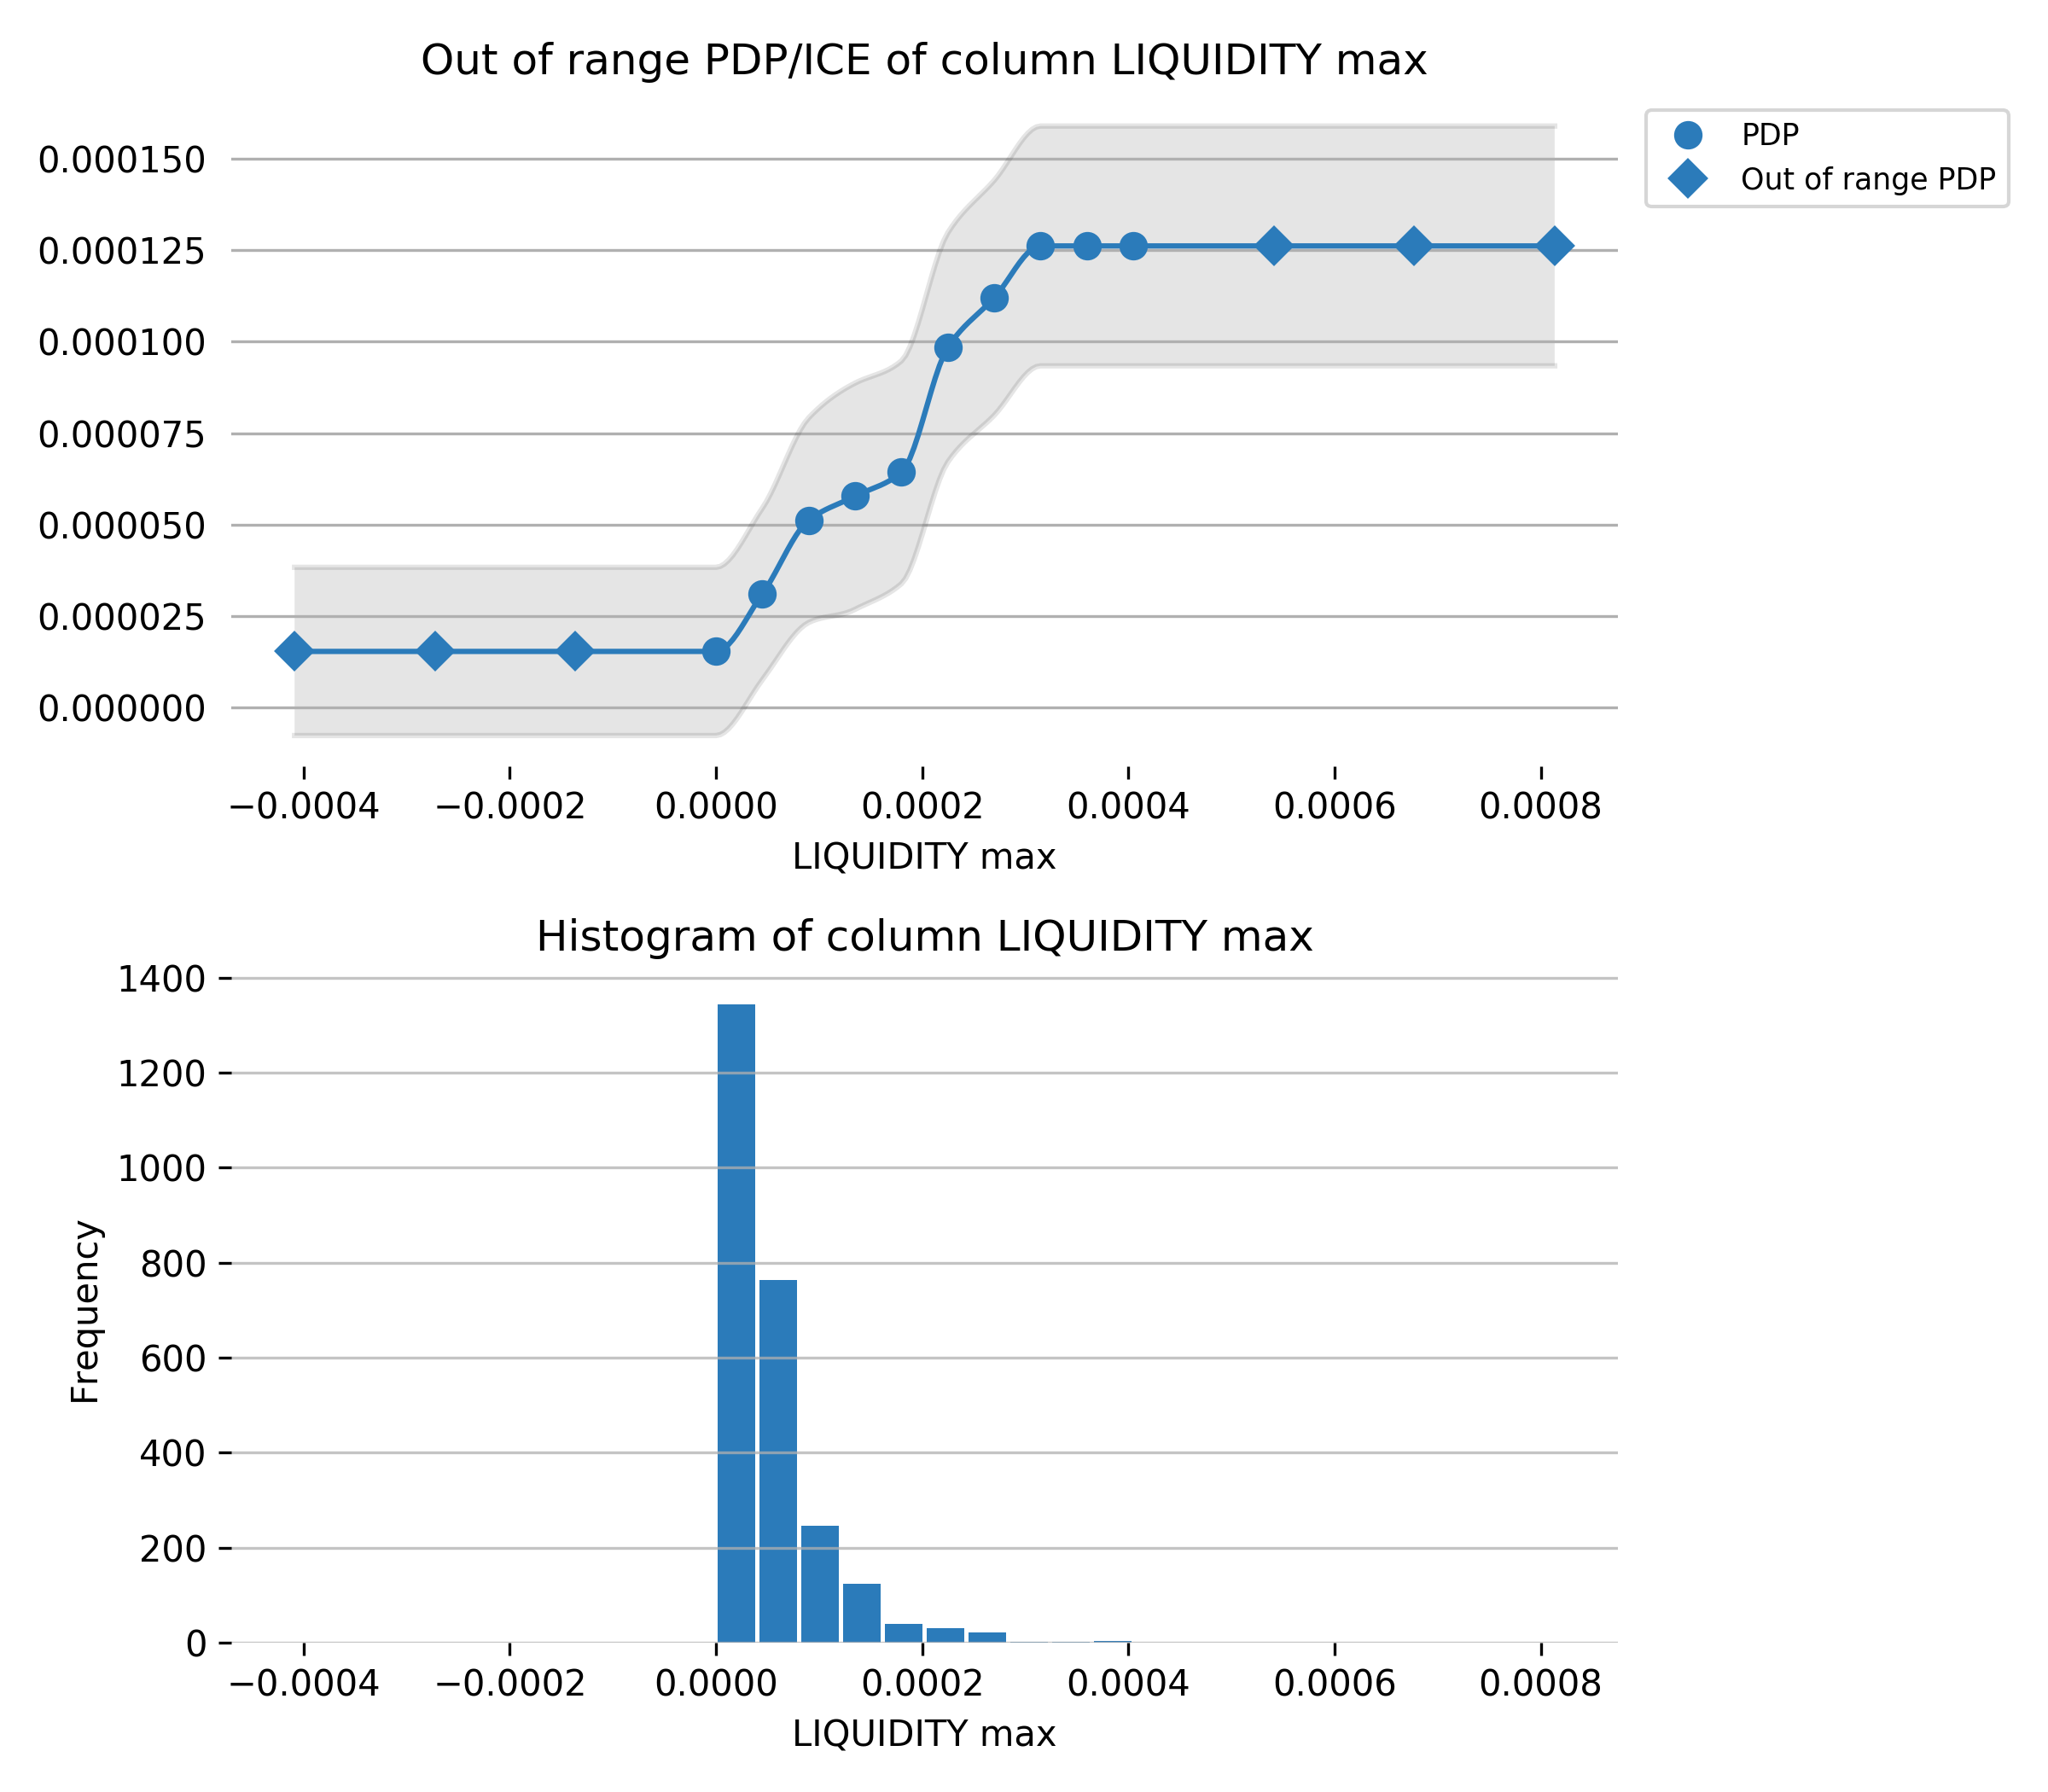 Out of range PDP/ICE of column LIQUIDITY max
PDP
Out of range PDP
0.000150
0.000125
0.000100
0.000075
0.000050
0.000025
0.000000
−0.0004 −0.0002 0.0000 0.0002 0.0004 0.0006 0.0008
LIQUIDITY max
Histogram of column LIQUIDITY max
1400
1200
1000
800
600
400
200
0
Frequency
−0.0004 −0.0002 0.0000 0.0002 0.0004 0.0006 0.0008
LIQUIDITY max